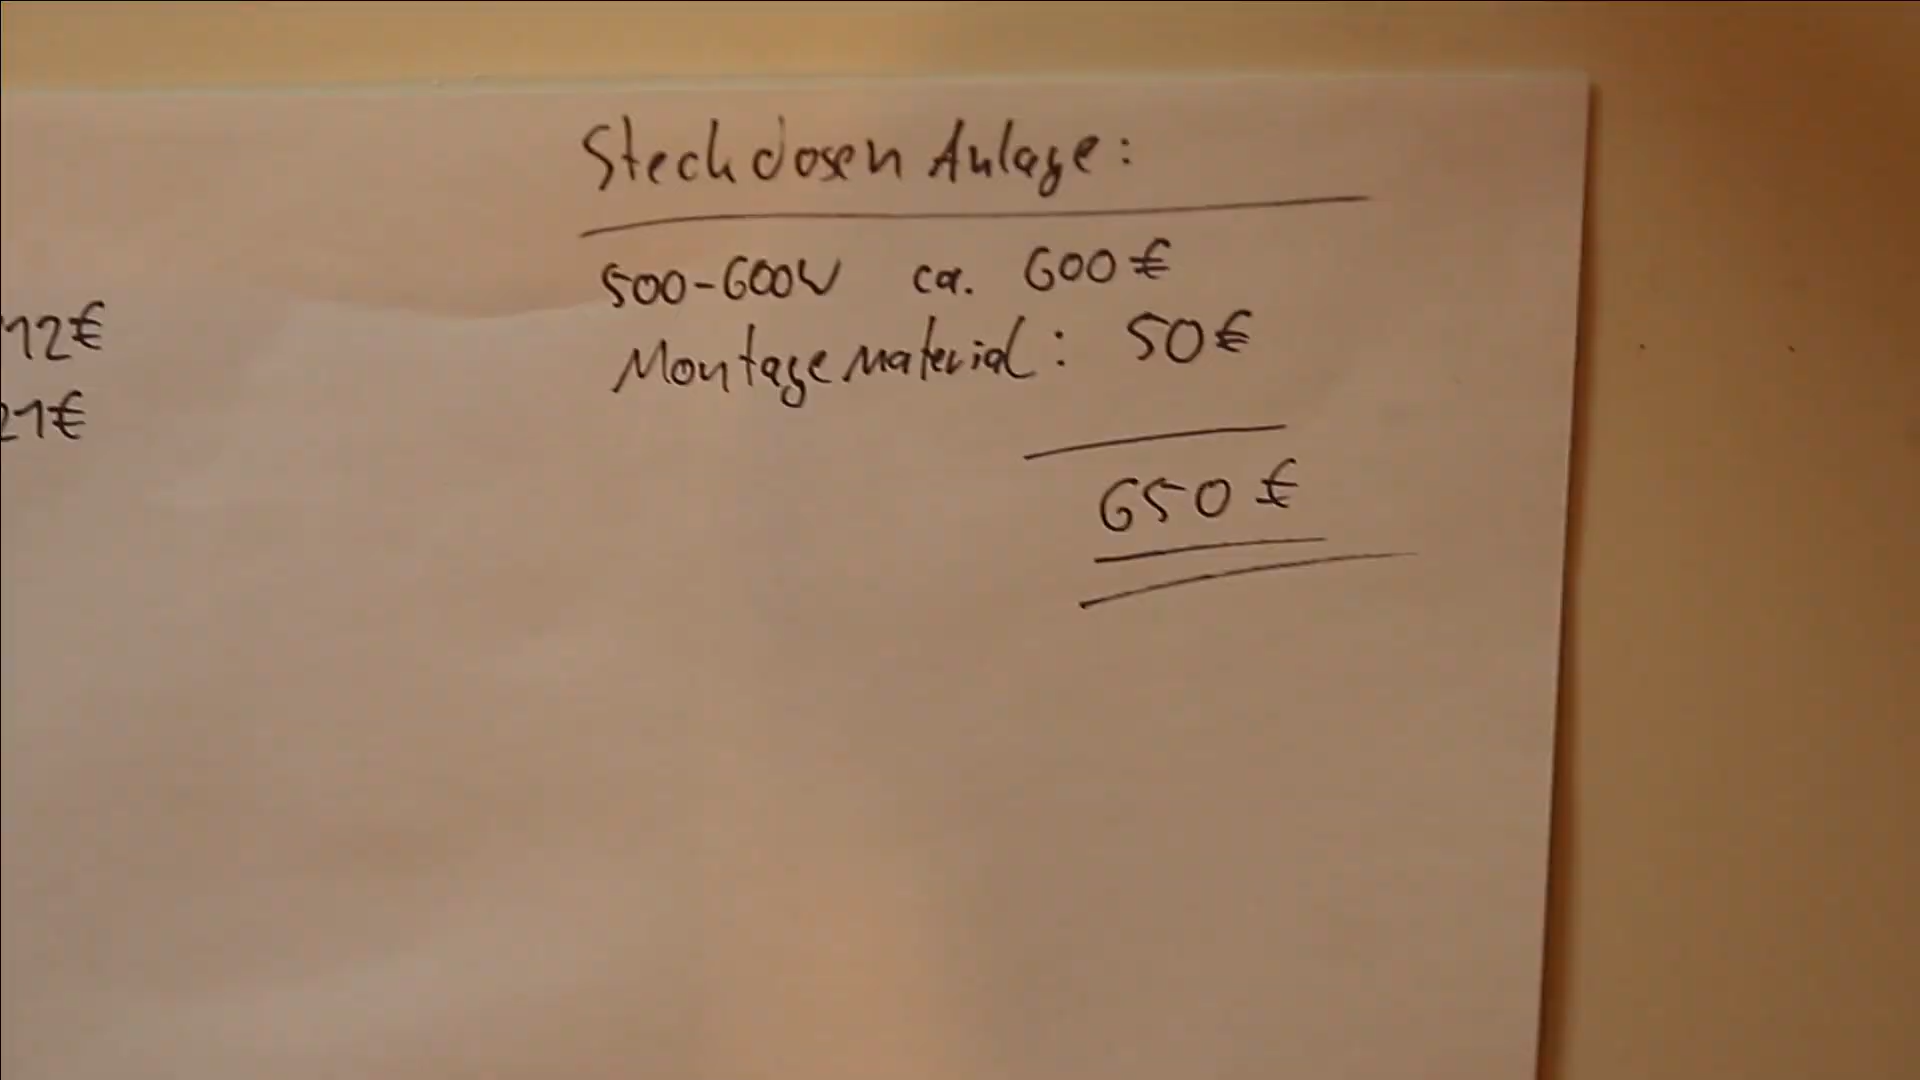 Steckdosen Anlage:
500-600W ca. 600€
Montagematerial: 50€
650€
12€
21€